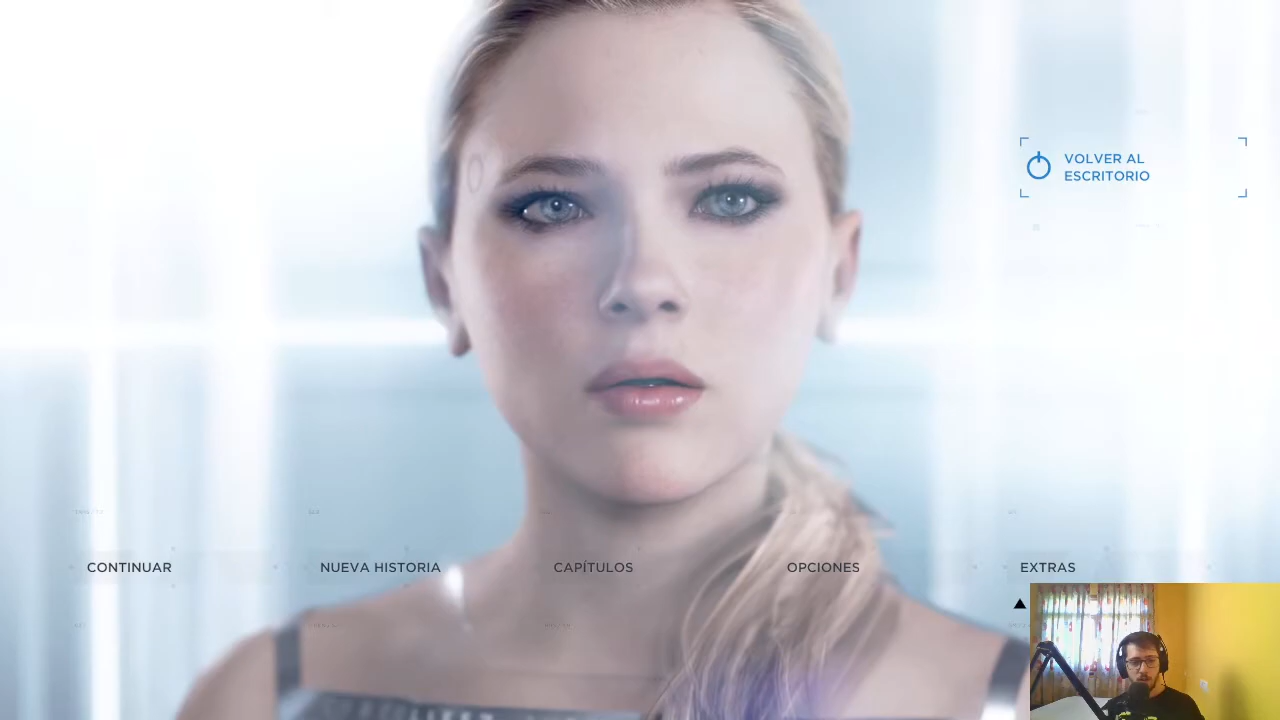 VOLVER AL
ESCRITORIO
CONTINUAR
NUEVA HISTORIA
CAPÍTULOS
OPCIONES
EXTRAS